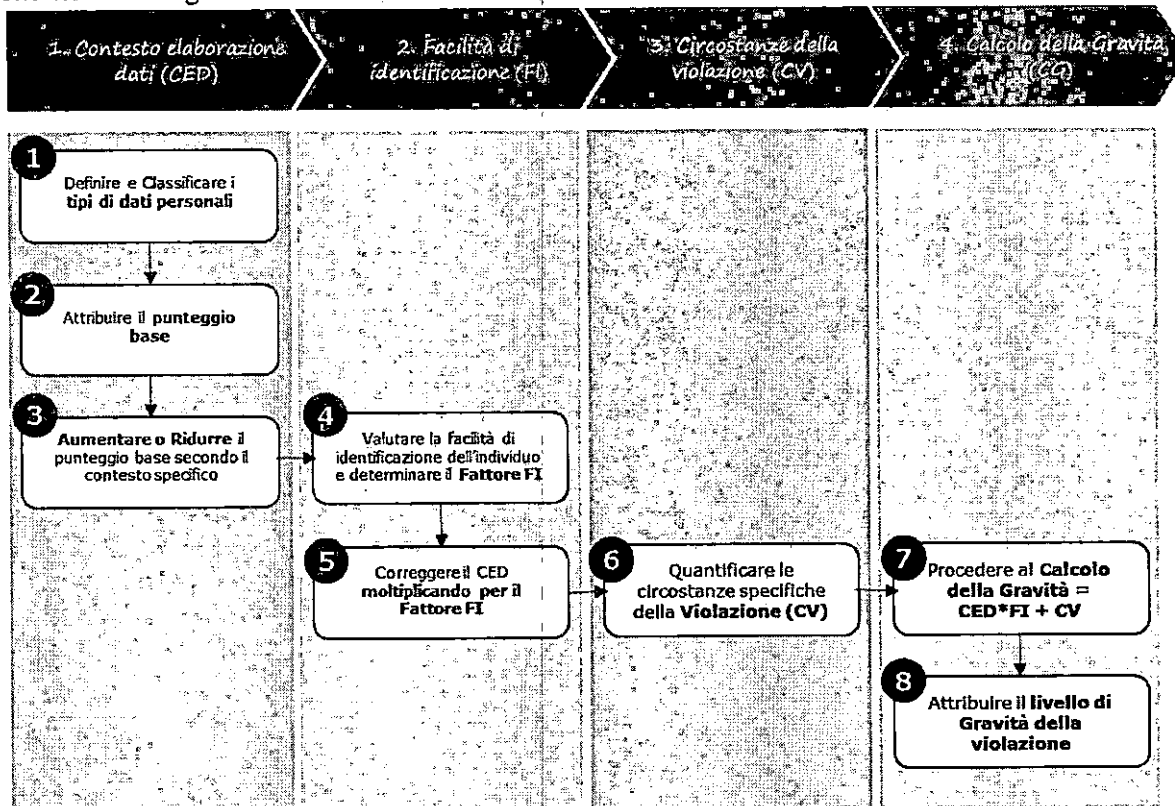 1. Contesto elaborazione
dati (CED)
2. Facilità di
identificazione (FI)
3. Circostanze della
violazione (CV)
4. Calcolo della Gravità
(CG)
1
Definire e Classificare i
tipi di dati personali
2
Attribuire il punteggio
base
3
Aumentare o Ridurre il
punteggio base secondo il
contesto specifico
4
Valutare la facilità di
identificazione dell'individuo
e determinare il Fattore FI
5
Correggere il CED
moltiplicando per il
Fattore FI
6
Quantificare le
circostanze specifiche
della Violazione (CV)
7
Procedere al Calcolo
della Gravità =
CED*FI + CV
8
Attribuire il livello di
Gravità della
violazione